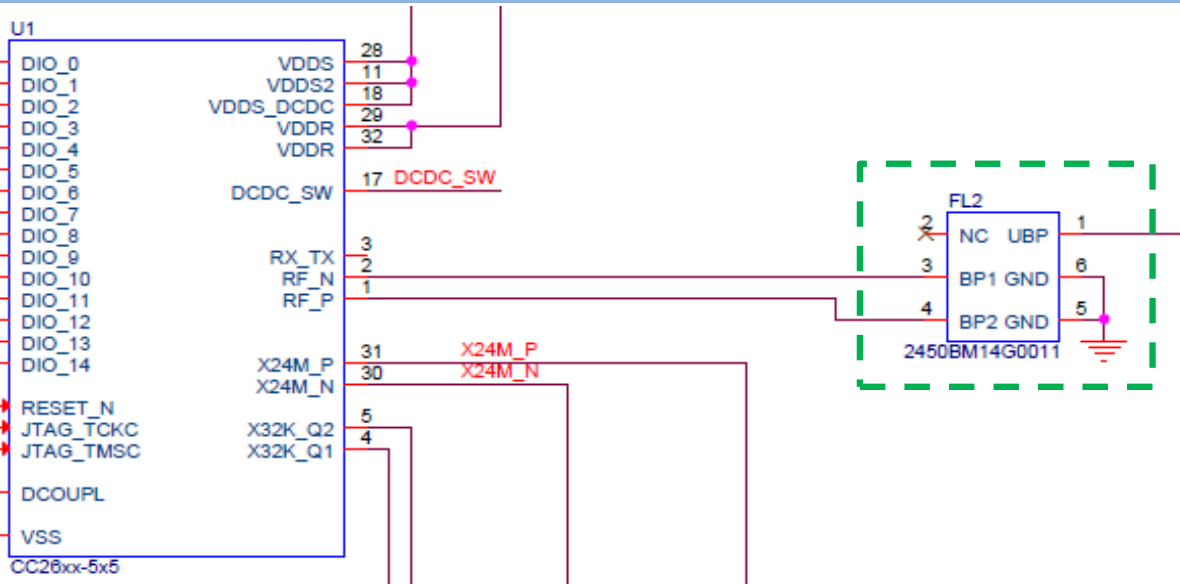 U1
DIO_0 VDDS 28
DIO_1 VDDS2 11
DIO_2 VDDS_DCDC 18
DIO_3 VDDR 29
DIO_4 VDDR 32
DIO_5
DIO_6 DCDC_SW 17 DCDC_SW
DIO_7
DIO_8
DIO_9 RX_TX 3
DIO_10 RF_N 2
DIO_11 RF_P 1
DIO_12
DIO_13
DIO_14 X24M_P 31 X24M_P
X24M_N 30 X24M_N
RESET_N
JTAG_TCKC X32K_Q2 5
JTAG_TMSC X32K_Q1 4
DCOUPL
VSS
CC26xx-5x5
FL2
2 NC UBP 1
3 BP1 GND 6
4 BP2 GND 5
2450BM14G0011